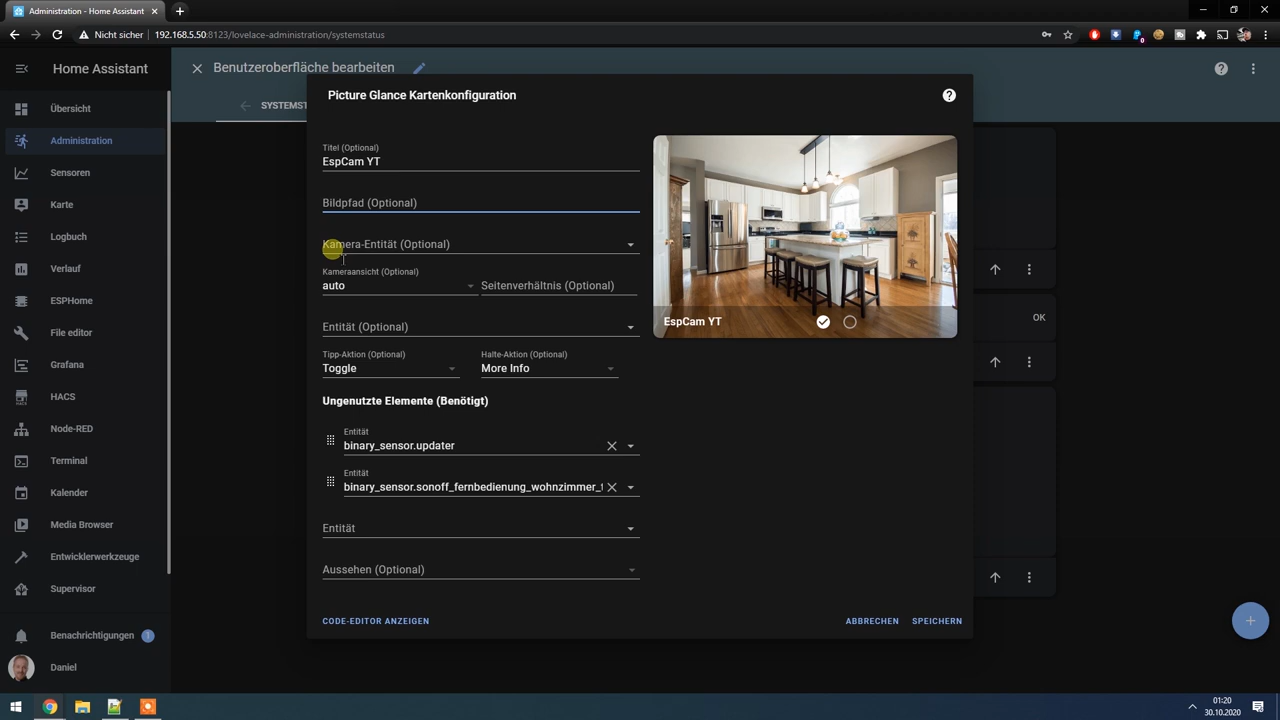 Administration - Home Assistant
Nicht sicher
192.168.5.50:8123/lovelace-administration/systemstatus
Home Assistant
Benutzeroberfläche bearbeiten
Übersicht
Administration
Sensoren
Karte
Logbuch
Verlauf
ESPHome
File editor
Grafana
HACS
Node-RED
Terminal
Kalender
Media Browser
Entwicklerwerkzeuge
Supervisor
Benachrichtigungen 1
Daniel
SYSTEMST
OK
Picture Glance Kartenkonfiguration
Titel (Optional)
EspCam YT
Bildpfad (Optional)
Kamera-Entität (Optional)
Kameraansicht (Optional)
auto
Seitenverhältnis (Optional)
Entität (Optional)
Tipp-Aktion (Optional)
Toggle
Halte-Aktion (Optional)
More Info
Ungenutzte Elemente (Benötigt)
Entität
binary_sensor.updater
Entität
binary_sensor.sonoff_fernbedienung_wohnzimmer_
Entität
Aussehen (Optional)
EspCam YT
CODE-EDITOR ANZEIGEN
ABBRECHEN
SPEICHERN
01:20
30.10.2020